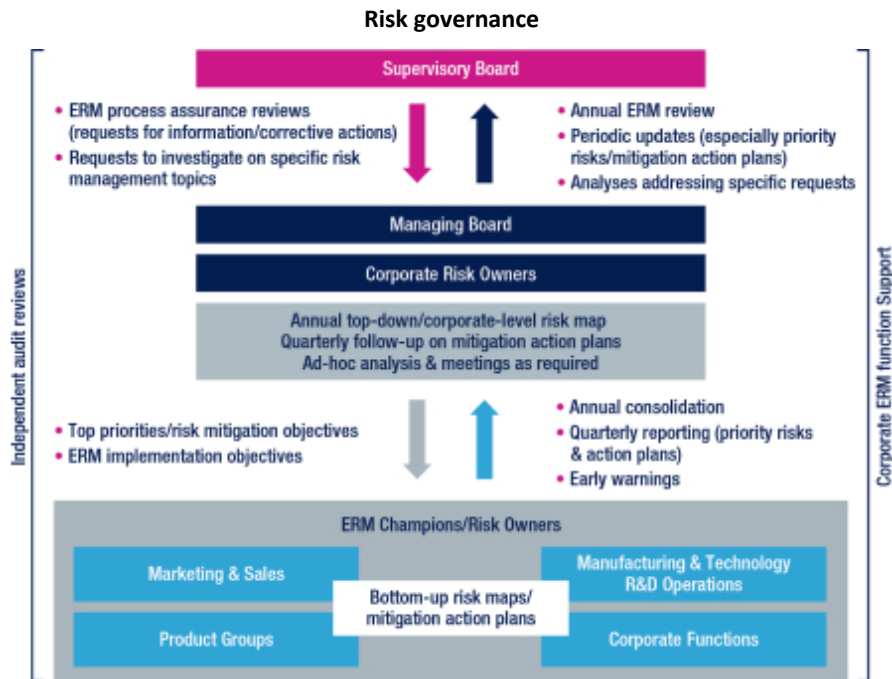 Risk governance
Supervisory Board
• ERM process assurance reviews
(requests for information/corrective actions)
• Requests to investigate on specific risk
management topics
• Annual ERM review
• Periodic updates (especially priority
risks/mitigation action plans)
• Analyses addressing specific requests
Managing Board
Corporate Risk Owners
Annual top-down/corporate-level risk map
Quarterly follow-up on mitigation action plans
Ad-hoc analysis & meetings as required
Independent audit reviews
Corporate ERM function Support
• Top priorities/risk mitigation objectives
• ERM implementation objectives
• Annual consolidation
• Quarterly reporting (priority risks
& action plans)
• Early warnings
ERM Champions/Risk Owners
Marketing & Sales
Manufacturing & Technology
R&D Operations
Bottom-up risk maps/
mitigation action plans
Product Groups
Corporate Functions